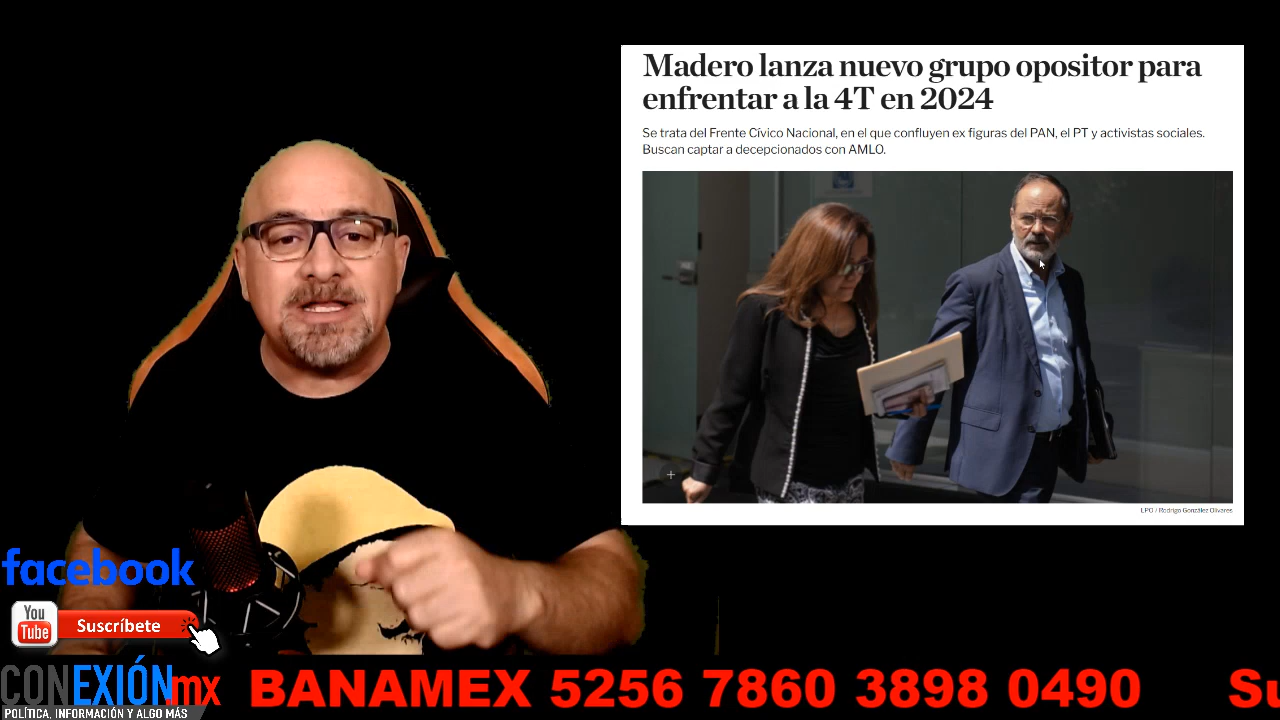 Madero lanza nuevo grupo opositor para
enfrentar a la 4T en 2024
Se trata del Frente Cívico Nacional, en el que confluyen ex figuras del PAN, el PT y activistas sociales.
Buscan captar a decepcionados con AMLO.
LPO / Rodrigo González Olivares
facebook
You
Tube
Suscríbete
CONEXIÓNmx
POLÍTICA, INFORMACIÓN Y ALGO MÁS
BANAMEX 5256 7860 3898 0490 Su